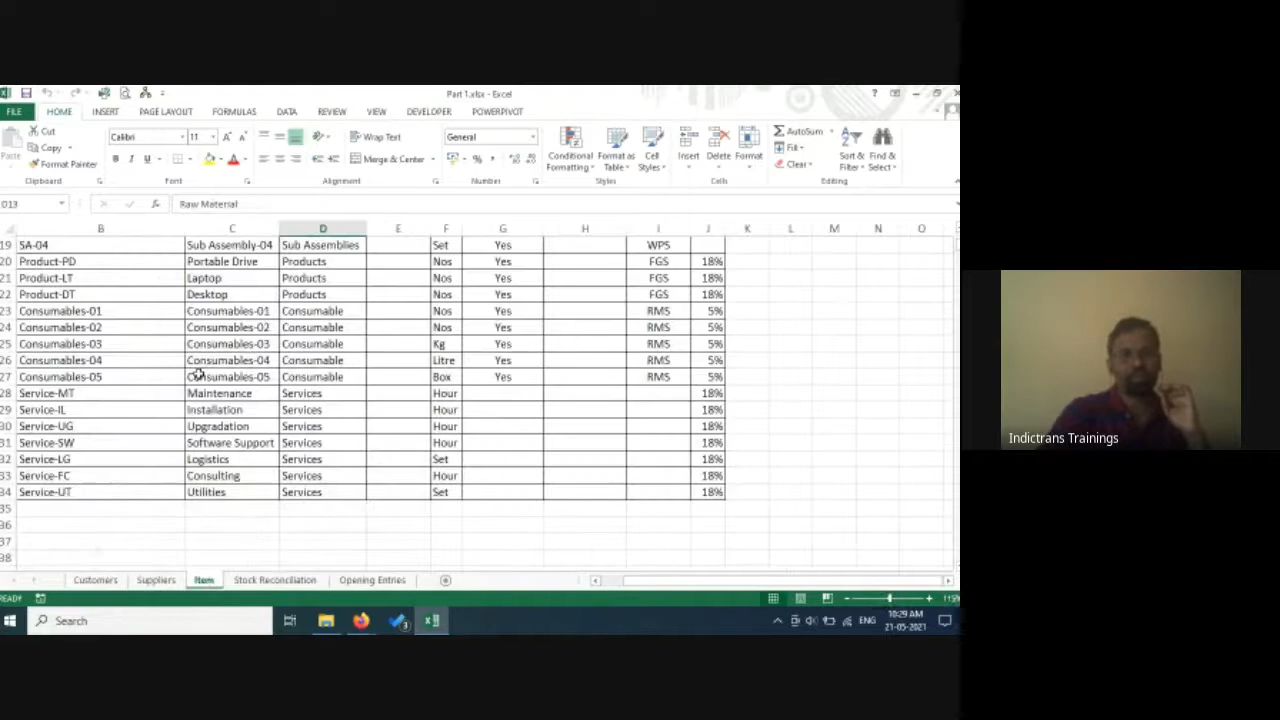 Part 1.xlsx - Excel
FILE HOME INSERT PAGE LAYOUT FORMULAS DATA REVIEW VIEW DEVELOPER POWERPIVOT
Cut
Copy
Format Painter
Paste
Calibri 11
B I U
Wrap Text
Merge & Center
General
Conditional Formatting
Format as Table
Cell Styles
Insert Delete Format
AutoSum
Fill
Clear
Sort & Filter
Find & Select
Clipboard Font Alignment Number Styles Cells Editing
D13 fx Raw Material
B C D E F G H I J K L M N O
19 SA-04 Sub Assembly-04 Sub Assemblies Set Yes WPS
20 Product-PD Portable Drive Products Nos Yes FGS 18%
21 Product-LT Laptop Products Nos Yes FGS 18%
22 Product-DT Desktop Products Nos Yes FGS 18%
23 Consumables-01 Consumables-01 Consumable Nos Yes RMS 5%
24 Consumables-02 Consumables-02 Consumable Nos Yes RMS 5%
25 Consumables-03 Consumables-03 Consumable Kg Yes RMS 5%
26 Consumables-04 Consumables-04 Consumable Litre Yes RMS 5%
27 Consumables-05 Consumables-05 Consumable Box Yes RMS 5%
28 Service-MT Maintenance Services Hour 18%
29 Service-IL Installation Services Hour 18%
30 Service-UG Upgradation Services Hour 18%
31 Service-SW Software Support Services Hour 18%
32 Service-LG Logistics Services Set 18%
33 Service-FC Consulting Services Hour 18%
34 Service-UT Utilities Services Set 18%
35
36
37
38
Customers Suppliers Item Stock Reconciliation Opening Entries
READY 115%
Search
3
ENG
10:29 AM
21-05-2021
Indictrans Trainings